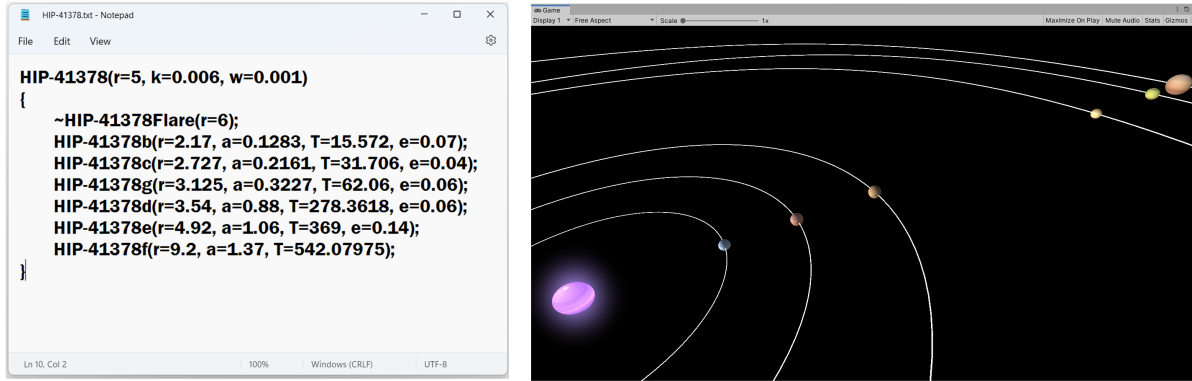 HIP-41378.txt - Notepad
File Edit View
HIP-41378(r=5, k=0.006, w=0.001)
{
~HIP-41378Flare(r=6);
HIP-41378b(r=2.17, a=0.1283, T=15.572, e=0.07);
HIP-41378c(r=2.727, a=0.2161, T=31.706, e=0.04);
HIP-41378g(r=3.125, a=0.3227, T=62.06, e=0.06);
HIP-41378d(r=3.54, a=0.88, T=278.3618, e=0.06);
HIP-41378e(r=4.92, a=1.06, T=369, e=0.14);
HIP-41378f(r=9.2, a=1.37, T=542.07975);
}
Ln 10, Col 2 100% Windows (CRLF) UTF-8
Game
Display 1 Free Aspect Scale 1x Maximize On Play Mute Audio Stats Gizmos